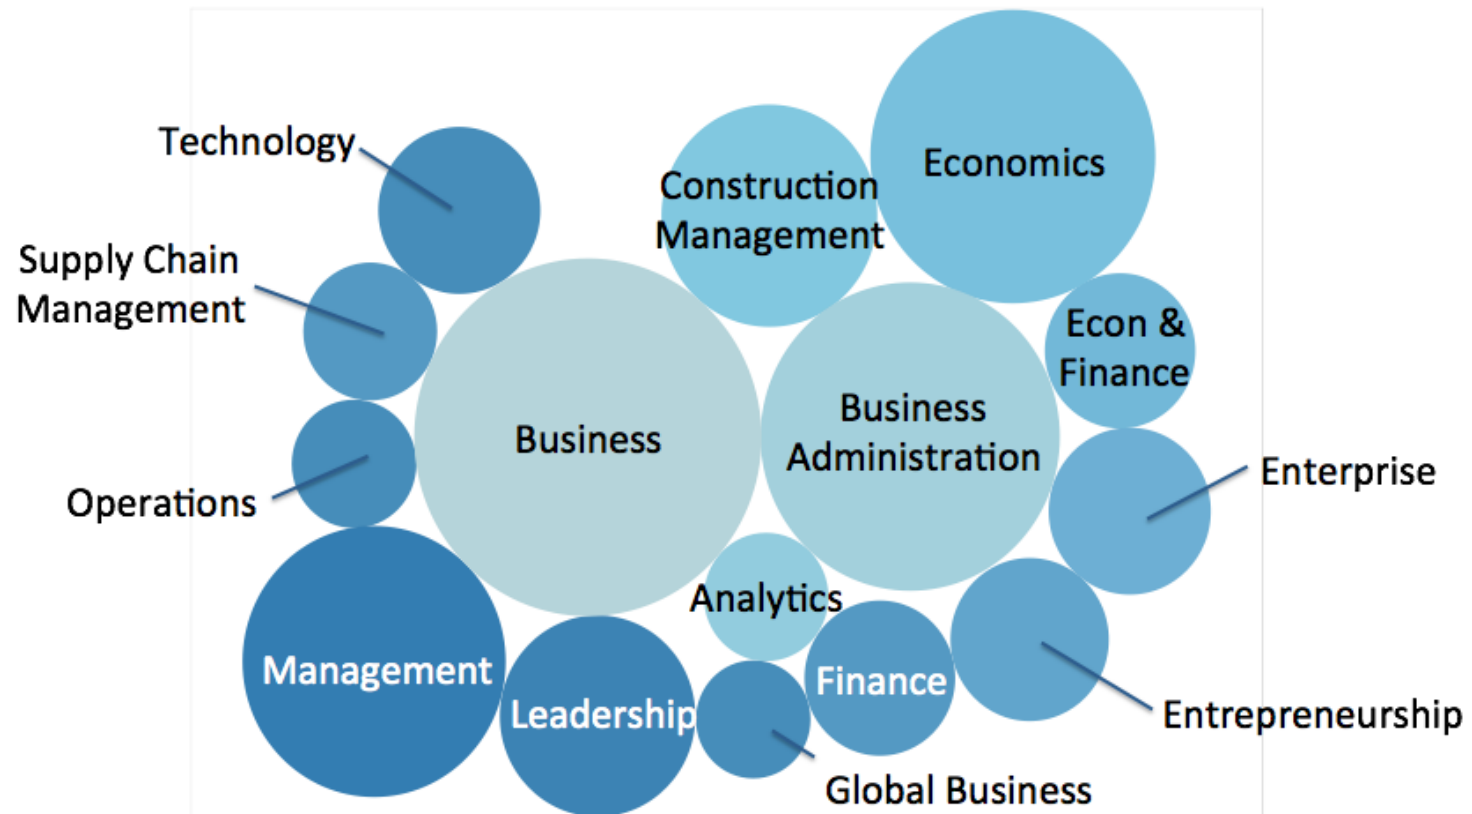 Technology
Economics
Construction
Management
Supply Chain
Management
Econ &
Finance
Business
Administration
Business
Enterprise
Operations
Analytics
Management
Finance
Leadership
Entrepreneurship
Global Business